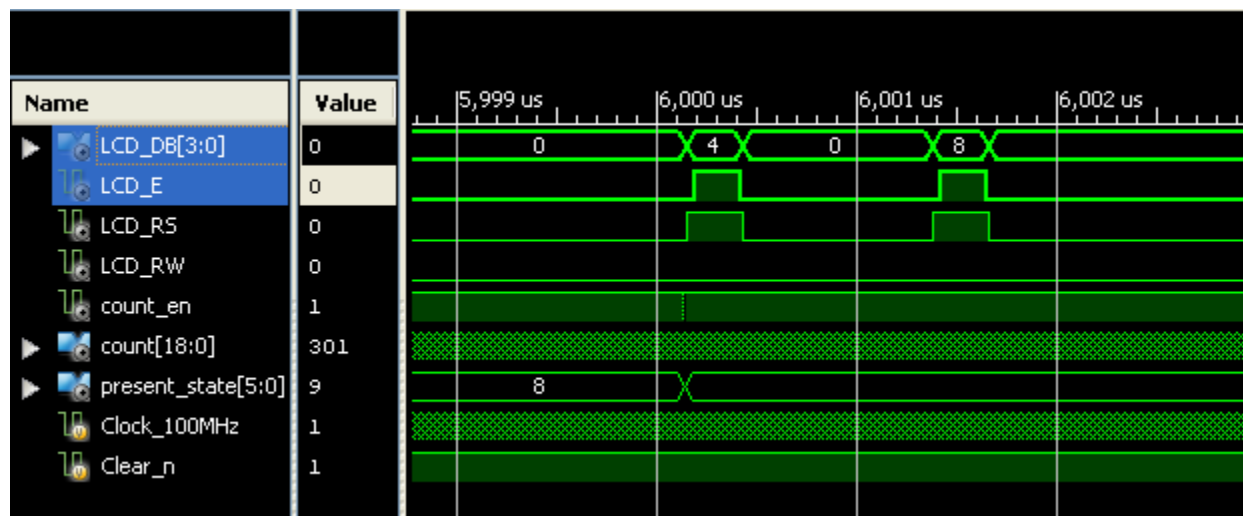 Name Value 5,999 us 6,000 us 6,001 us 6,002 us
LCD_DB[3:0] 0 0 4 0 8
LCD_E 0
LCD_RS 0
LCD_RW 0
count_en 1
count[18:0] 301
present_state[5:0] 9 8
Clock_100MHz 1
Clear_n 1